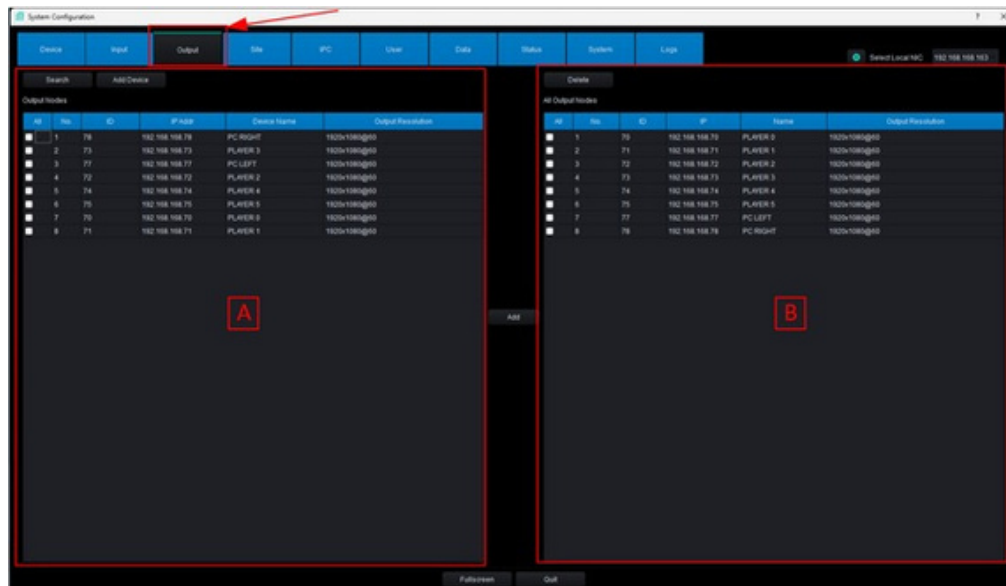 System Configuration ? X
Device Input Output Site IPC User Data Status System Logs
Select Local NIC 192.168.168.163
Search Add Device
Output Nodes
All No. ID IP Addr Device Name Output Resolution
1 78 192.168.168.78 PC RIGHT 1920x1080@60
2 73 192.168.168.73 PLAYER 3 1920x1080@60
3 77 192.168.168.77 PC LEFT 1920x1080@60
4 72 192.168.168.72 PLAYER 2 1920x1080@60
5 74 192.168.168.74 PLAYER 4 1920x1080@60
6 75 192.168.168.75 PLAYER 5 1920x1080@60
7 70 192.168.168.70 PLAYER 0 1920x1080@60
8 71 192.168.168.71 PLAYER 1 1920x1080@60
A
Add
Delete
All Output Nodes
All No. ID IP Name Output Resolution
1 70 192.168.168.70 PLAYER 0 1920x1080@60
2 71 192.168.168.71 PLAYER 1 1920x1080@60
3 72 192.168.168.72 PLAYER 2 1920x1080@60
4 73 192.168.168.73 PLAYER 3 1920x1080@60
5 74 192.168.168.74 PLAYER 4 1920x1080@60
6 75 192.168.168.75 PLAYER 5 1920x1080@60
7 77 192.168.168.77 PC LEFT 1920x1080@60
8 78 192.168.168.78 PC RIGHT 1920x1080@60
B
Fullscreen Quit